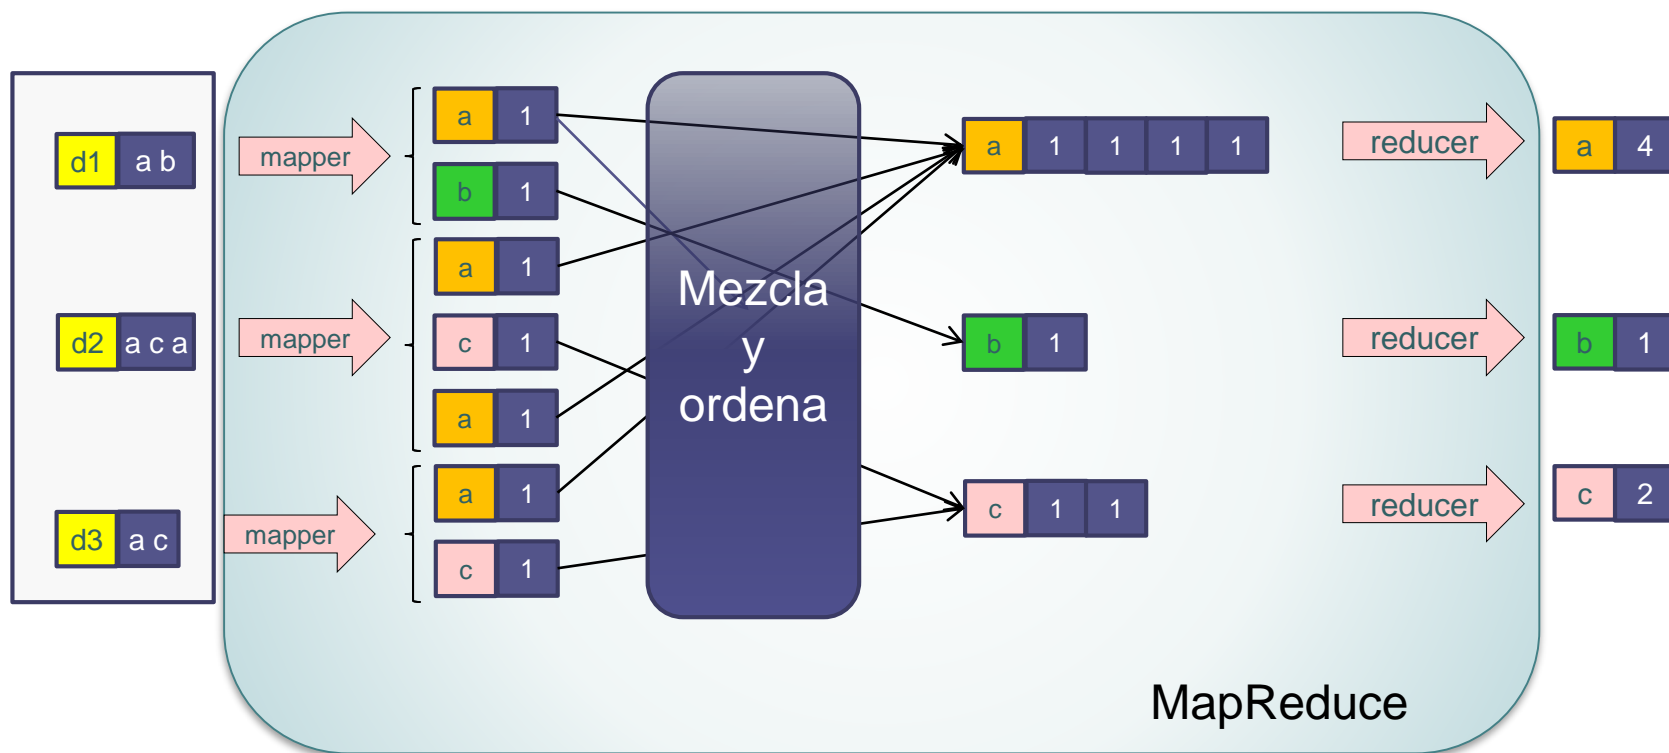 d1 a b
mapper
a 1
b 1
d2 a c a
mapper
a 1
c 1
a 1
d3 a c
mapper
a 1
c 1
Mezcla
y
ordena
a 1 1 1 1
reducer
a 4
b 1
reducer
b 1
c 1 1
reducer
c 2
MapReduce